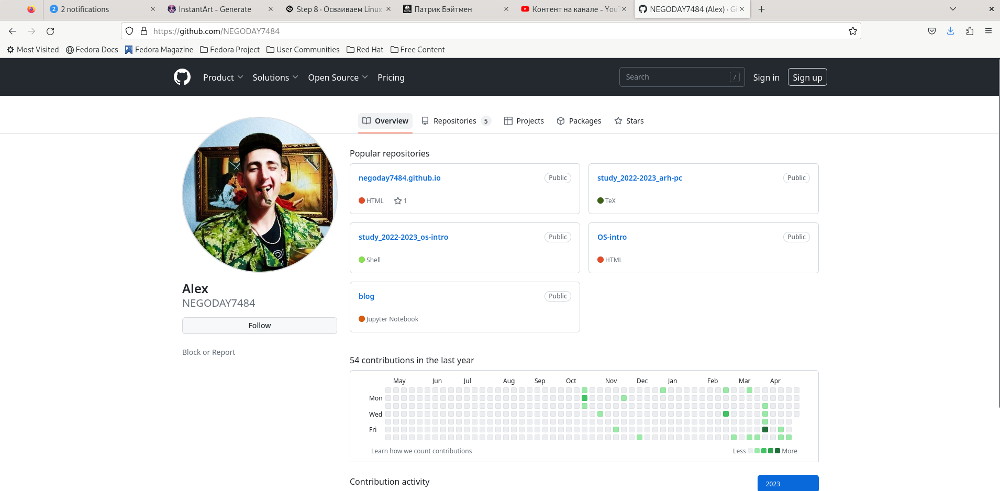 2 notifications
InstantArt - Generate
Step 8 · Осваиваем Linux
Патрик Бэйтмен
Контент на канале - YouT
NEGODAY7484 (Alex) · Gi
https://github.com/NEGODAY7484
Most Visited Fedora Docs Fedora Magazine Fedora Project User Communities Red Hat Free Content
Product Solutions Open Source Pricing Search / Sign in Sign up
Overview Repositories 5 Projects Packages Stars
Alex
NEGODAY7484
Follow
Block or Report
Popular repositories
negoday7484.github.io Public
HTML 1
study_2022-2023_arh-pc Public
TeX
study_2022-2023_os-intro Public
Shell
OS-intro Public
HTML
blog Public
Jupyter Notebook
54 contributions in the last year
May Jun Jul Aug Sep Oct Nov Dec Jan Feb Mar Apr
Mon
Wed
Fri
Learn how we count contributions Less More
Contribution activity
2023